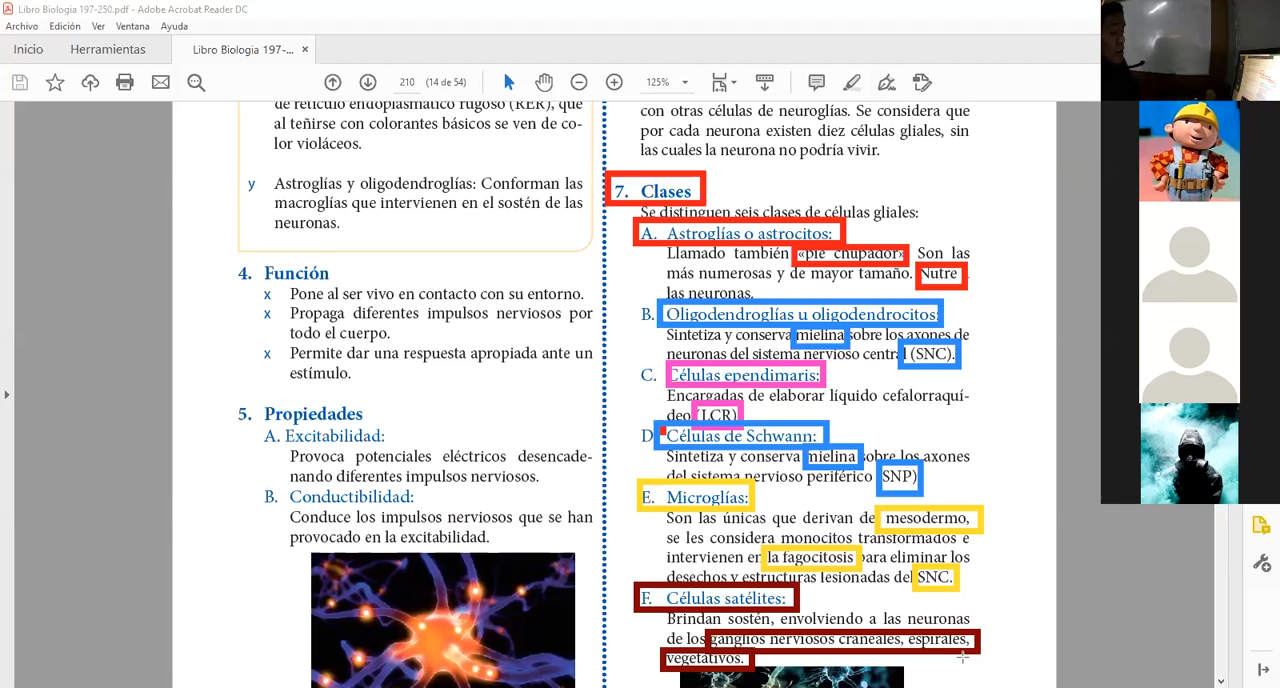 Libro Biologia 197-250.pdf - Adobe Acrobat Reader DC
Archivo Edición Ver Ventana Ayuda
Inicio Herramientas Libro Biologia 197-... ×
210 (14 de 54) 125%
de retículo endoplasmático rugoso (RER), que
al teñirse con colorantes básicos se ven de co-
lor violáceos.
y Astroglías y oligodendroglías: Conforman las
macroglías que intervienen en el sostén de las
neuronas.
4. Función
x Pone al ser vivo en contacto con su entorno.
x Propaga diferentes impulsos nerviosos por
todo el cuerpo.
x Permite dar una respuesta apropiada ante un
estímulo.
5. Propiedades
A. Excitabilidad:
Provoca potenciales eléctricos desencade-
nando diferentes impulsos nerviosos.
B. Conductibilidad:
Conduce los impulsos nerviosos que se han
provocado en la excitabilidad.
con otras células de neuroglías. Se considera que
por cada neurona existen diez células gliales, sin
las cuales la neurona no podría vivir.
7. Clases
Se distinguen seis clases de células gliales:
A. Astroglías o astrocitos:
Llamado también «pie chupador» Son las
más numerosas y de mayor tamaño. Nutre
las neuronas.
B. Oligodendroglías u oligodendrocitos:
Sintetiza y conserva mielina sobre los axones de
neuronas del sistema nervioso central (SNC).
C. Células ependimaris:
Encargadas de elaborar líquido cefalorraquí-
deo (LCR)
D Células de Schwann:
Sintetiza y conserva mielina sobre los axones
del sistema nervioso periférico SNP)
E. Microglías:
Son las únicas que derivan de mesodermo,
se les considera monocitos transformados e
intervienen en la fagocitosis para eliminar los
desechos y estructuras lesionadas del SNC.
F. Células satélites:
Brindan sostén, envolviendo a las neuronas
de los ganglios nerviosos craneales, espirales,
vegetativos.